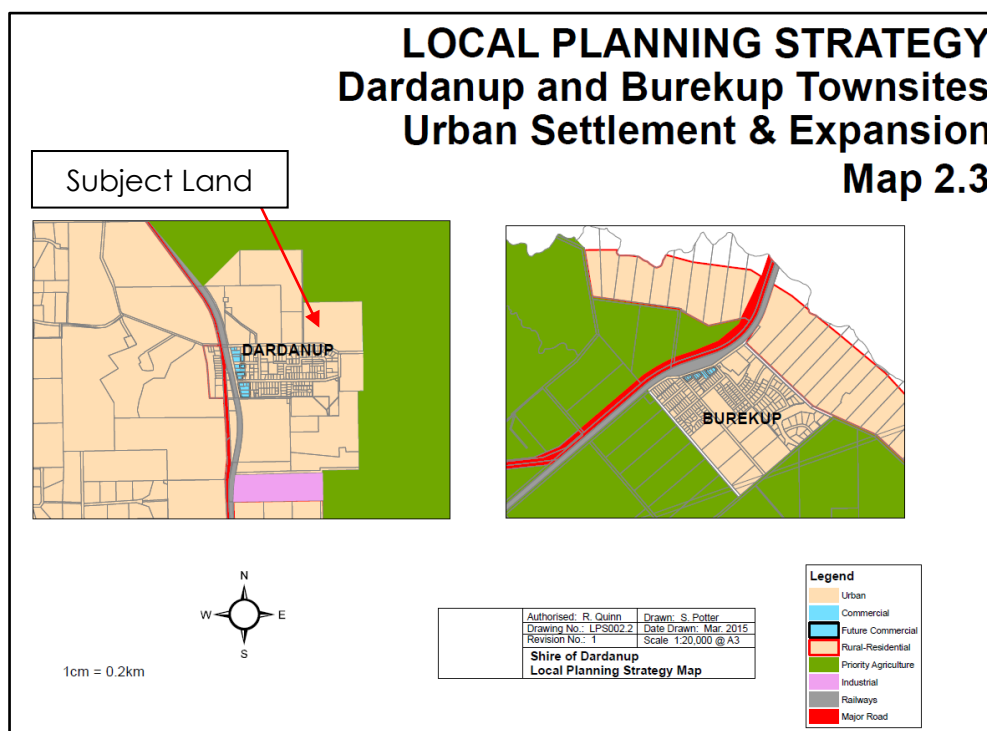 LOCAL PLANNING STRATEGY
Dardanup and Burekup Townsites
Urban Settlement & Expansion
Map 2.3
Subject Land
DARDANUP
BUREKUP
N
W E
S
1cm = 0.2km
Authorised: R. Quinn Drawn: S. Potter
Drawing No.: LPS002.2 Date Drawn: Mar. 2015
Revision No.: 1 Scale 1:20,000 @ A3
Shire of Dardanup
Local Planning Strategy Map
Legend
Urban
Commercial
Future Commercial
Rural-Residential
Priority Agriculture
Industrial
Railways
Major Road